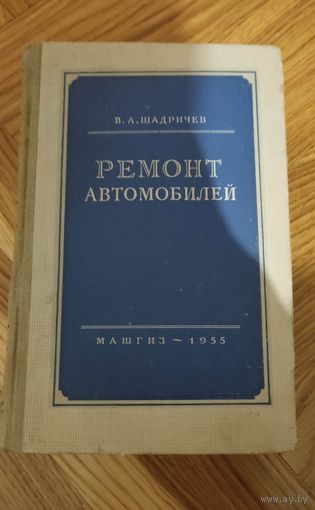 В. А. ШАДРИЧЕВ
РЕМОНТ
АВТОМОБИЛЕЙ
МАШГИЗ ~ 1955
www.ay.by